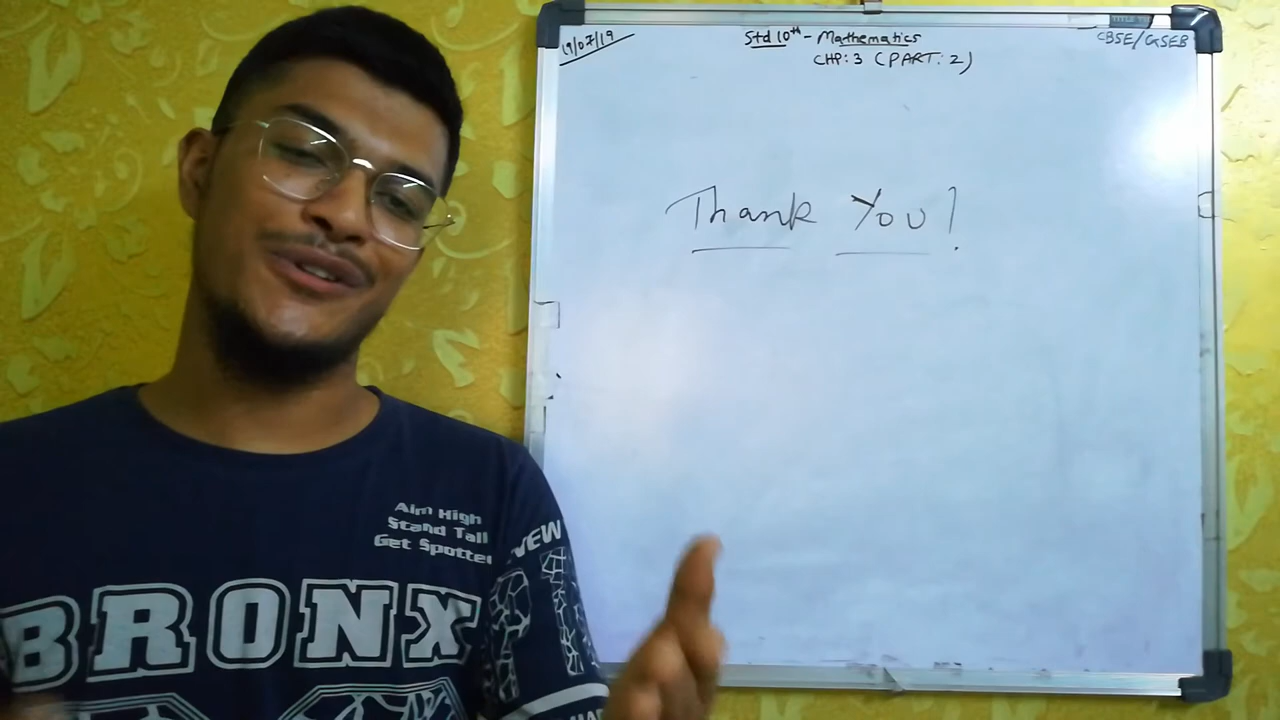 19/07/19
Std 10th - Mathematics
CHP: 3 (PART: 2)
CBSE/GSEB
Thank You!
Aim High
Stand Tall
Get Spotted
BRONX
NEW